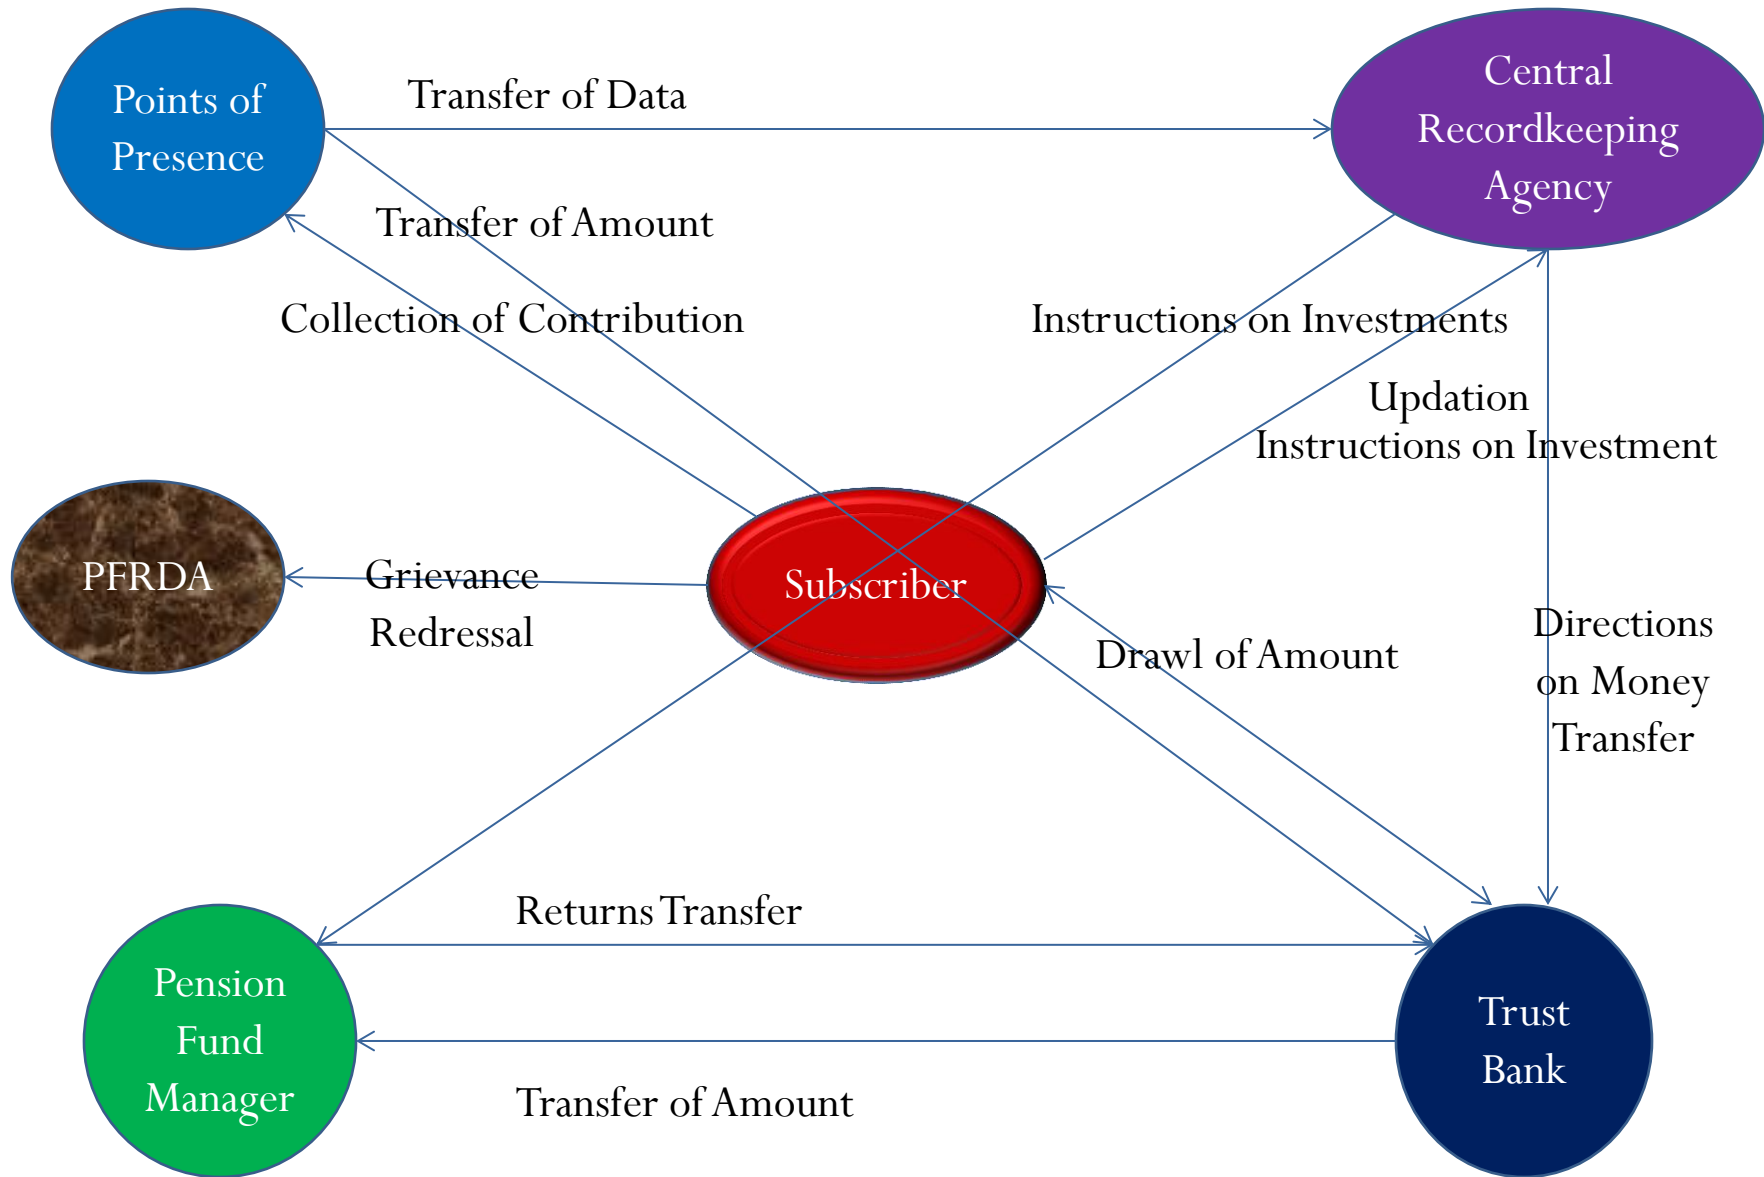 Points of
Presence
Transfer of Data
Central
Recordkeeping
Agency
Transfer of Amount
Collection of Contribution
Instructions on Investments
Updation
Instructions on Investment
PFRDA
Grievance
Redressal
Subscriber
Drawl of Amount
Directions
on Money
Transfer
Returns Transfer
Pension
Fund
Manager
Transfer of Amount
Trust
Bank